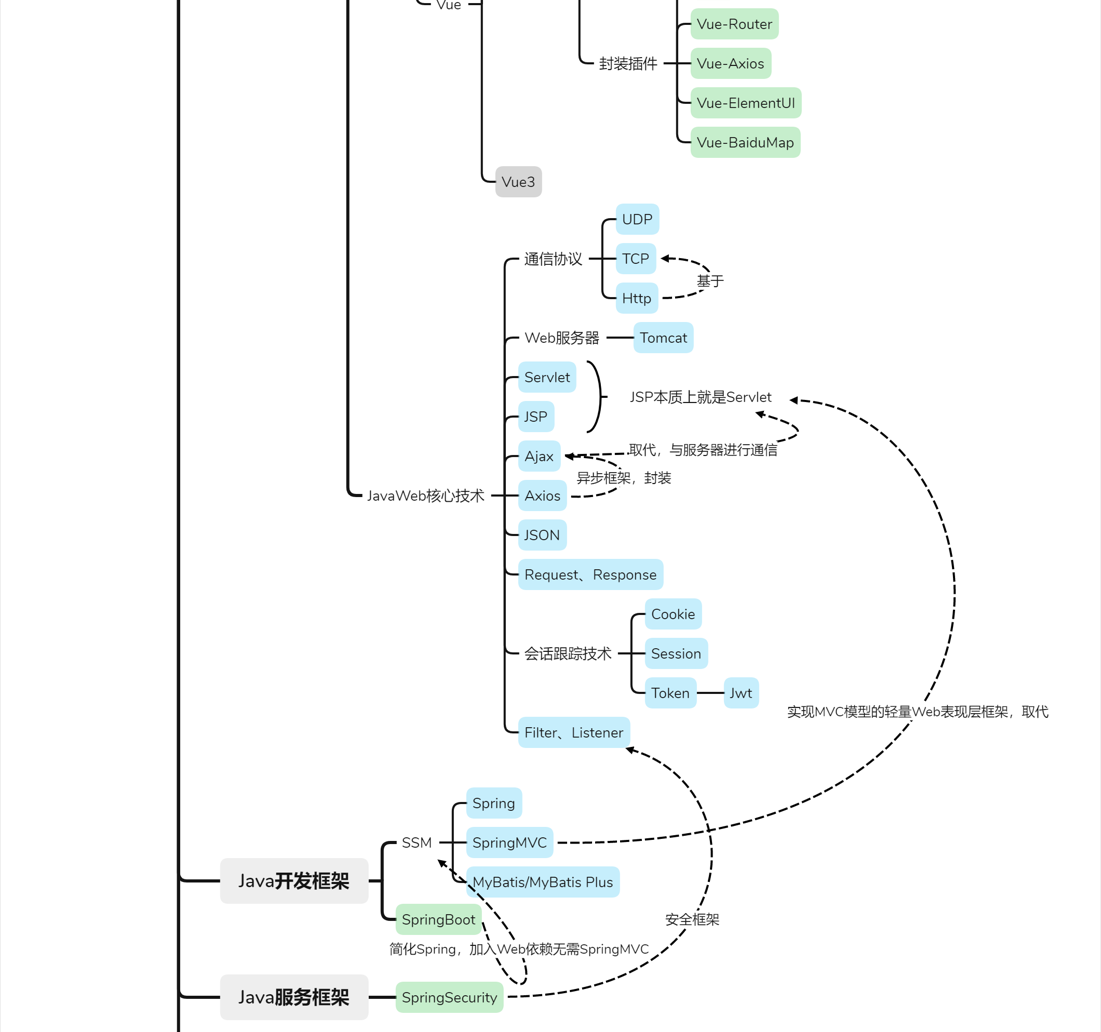 Vue
Vue-Router
封装插件
Vue-Axios
Vue-ElementUI
Vue-BaiduMap
Vue3
UDP
通信协议
TCP
基于
Http
Web服务器
Tomcat
Servlet
JSP本质上就是Servlet
JSP
Ajax
取代，与服务器进行通信
异步框架，封装
JavaWeb核心技术
Axios
JSON
Request、Response
Cookie
会话跟踪技术
Session
Token
Jwt
实现MVC模型的轻量Web表现层框架，取代
Filter、Listener
Spring
SSM
SpringMVC
Java开发框架
MyBatis/MyBatis Plus
SpringBoot
安全框架
简化Spring，加入Web依赖无需SpringMVC
Java服务框架
SpringSecurity